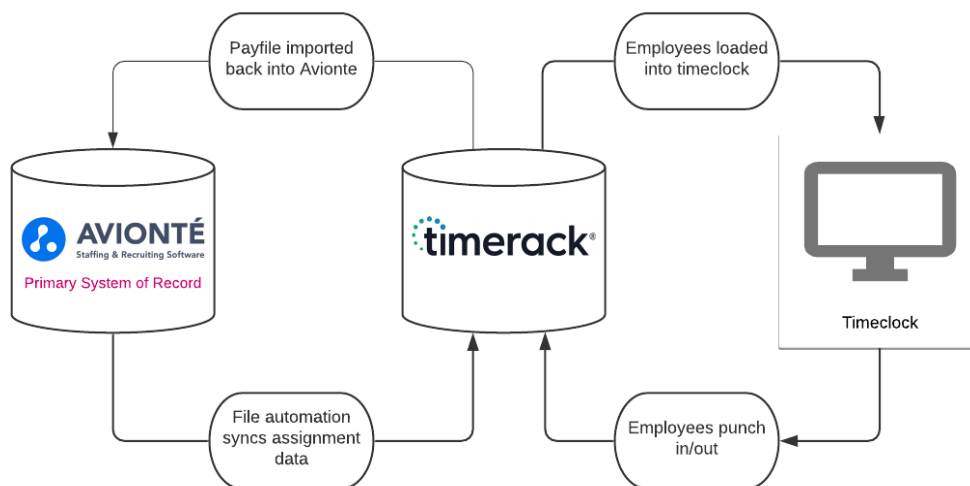 Payfile imported
back into Avionte
Employees loaded
into timeclock
AVIONTÉ
Staffing & Recruiting Software
Primary System of Record
timerack®
Timeclock
File automation
syncs assignment
data
Employees punch
in/out